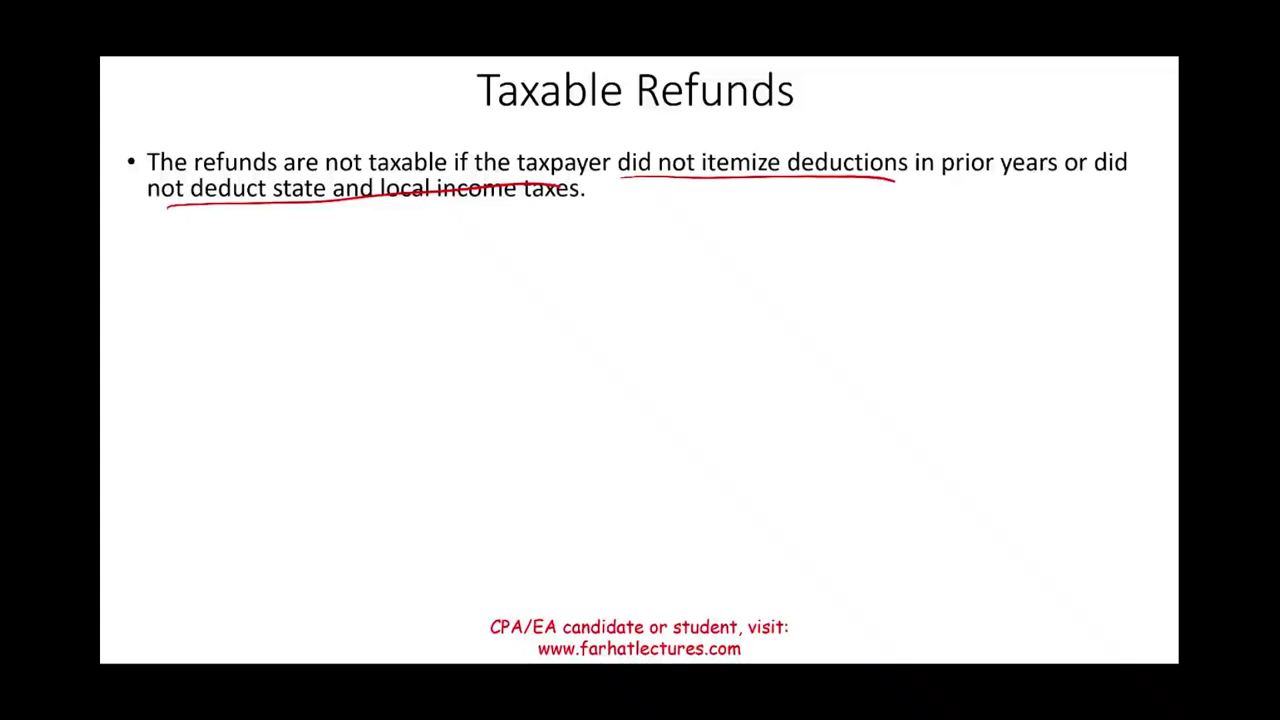 Taxable Refunds
• The refunds are not taxable if the taxpayer did not itemize deductions in prior years or did
not deduct state and local income taxes.
CPA/EA candidate or student, visit:
www.farhatlectures.com